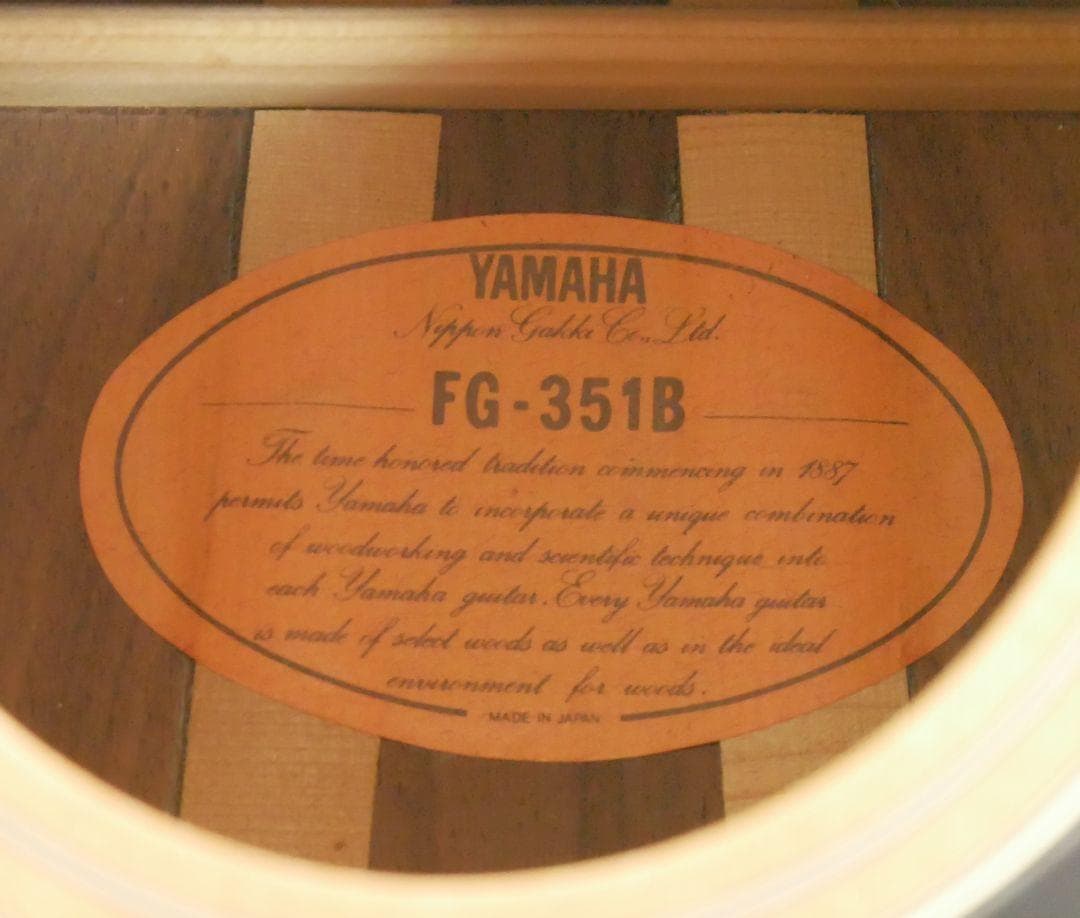 YAMAHA
Nippon Gakki Co., Ltd.
FG-351B
The time honored tradition commencing in 1887
permits Yamaha to incorporate a unique combination
of woodworking and scientific technique into
each Yamaha guitar. Every Yamaha guitar
is made of select woods as well as in the ideal
environment for woods.
MADE IN JAPAN